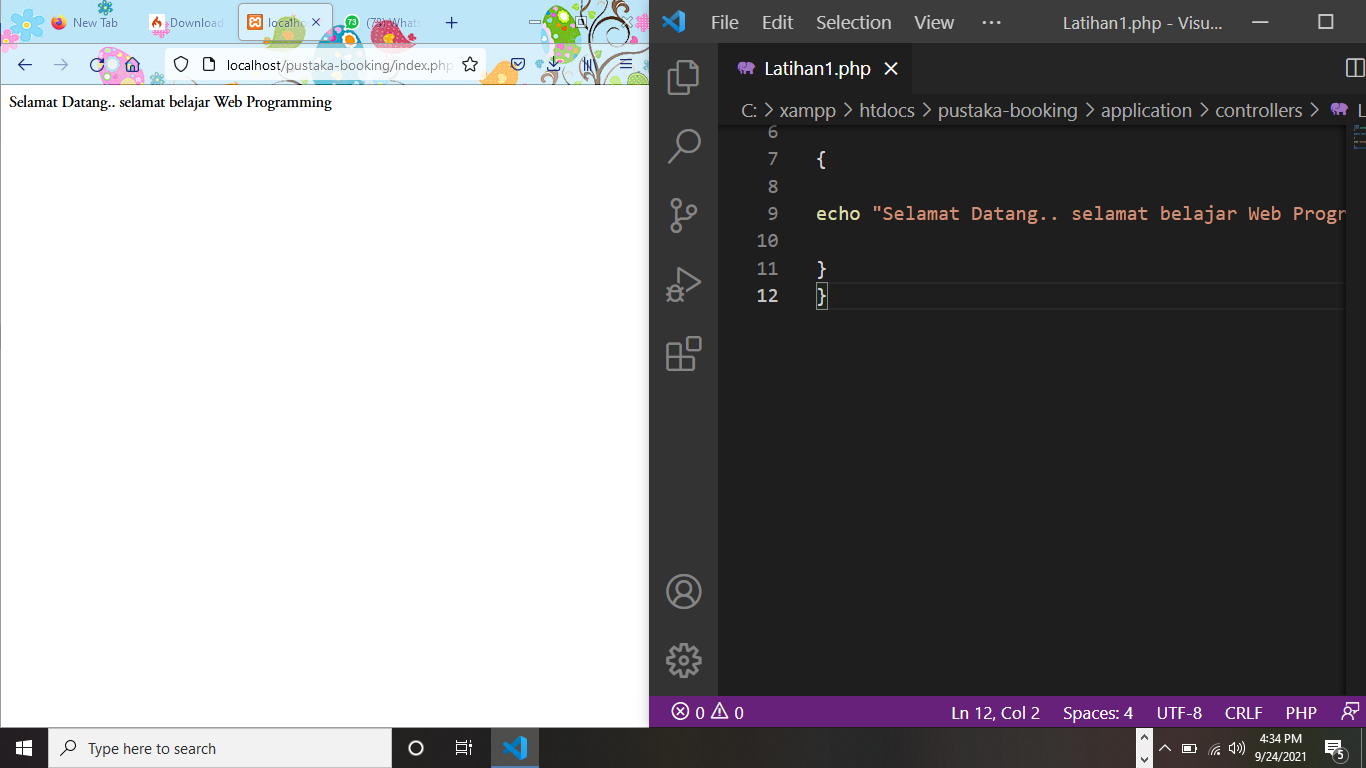 New Tab
Download
localho
(79) Whats
localhost/pustaka-booking/index.php
Selamat Datang.. selamat belajar Web Programming
File Edit Selection View ··· Latihan1.php - Visu...
Latihan1.php
C: > xampp > htdocs > pustaka-booking > application > controllers > L
6
7 {
8
9 echo "Selamat Datang.. selamat belajar Web Progr
10
11 }
12 }
0 0 Ln 12, Col 2 Spaces: 4 UTF-8 CRLF PHP
Type here to search
4:34 PM
9/24/2021
5